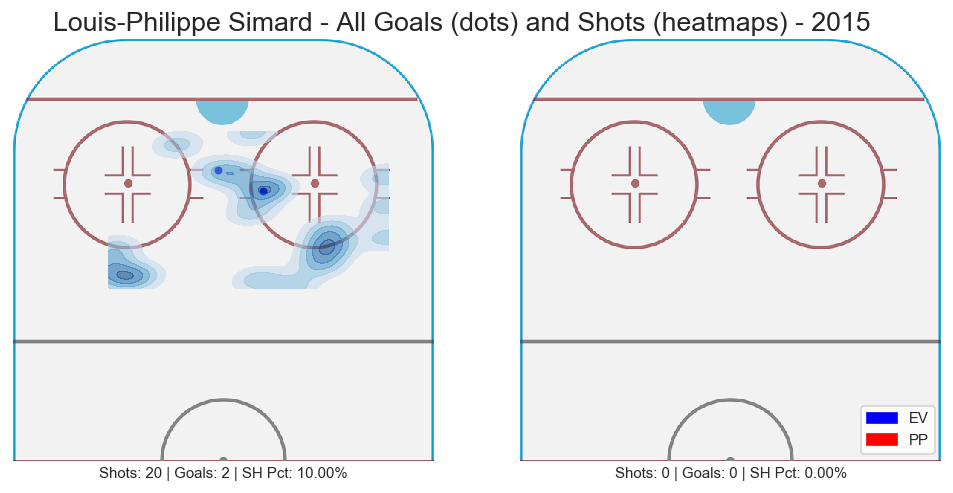 Louis-Philippe Simard - All Goals (dots) and Shots (heatmaps) - 2015
EV
PP
Shots: 20 | Goals: 2 | SH Pct: 10.00%
Shots: 0 | Goals: 0 | SH Pct: 0.00%